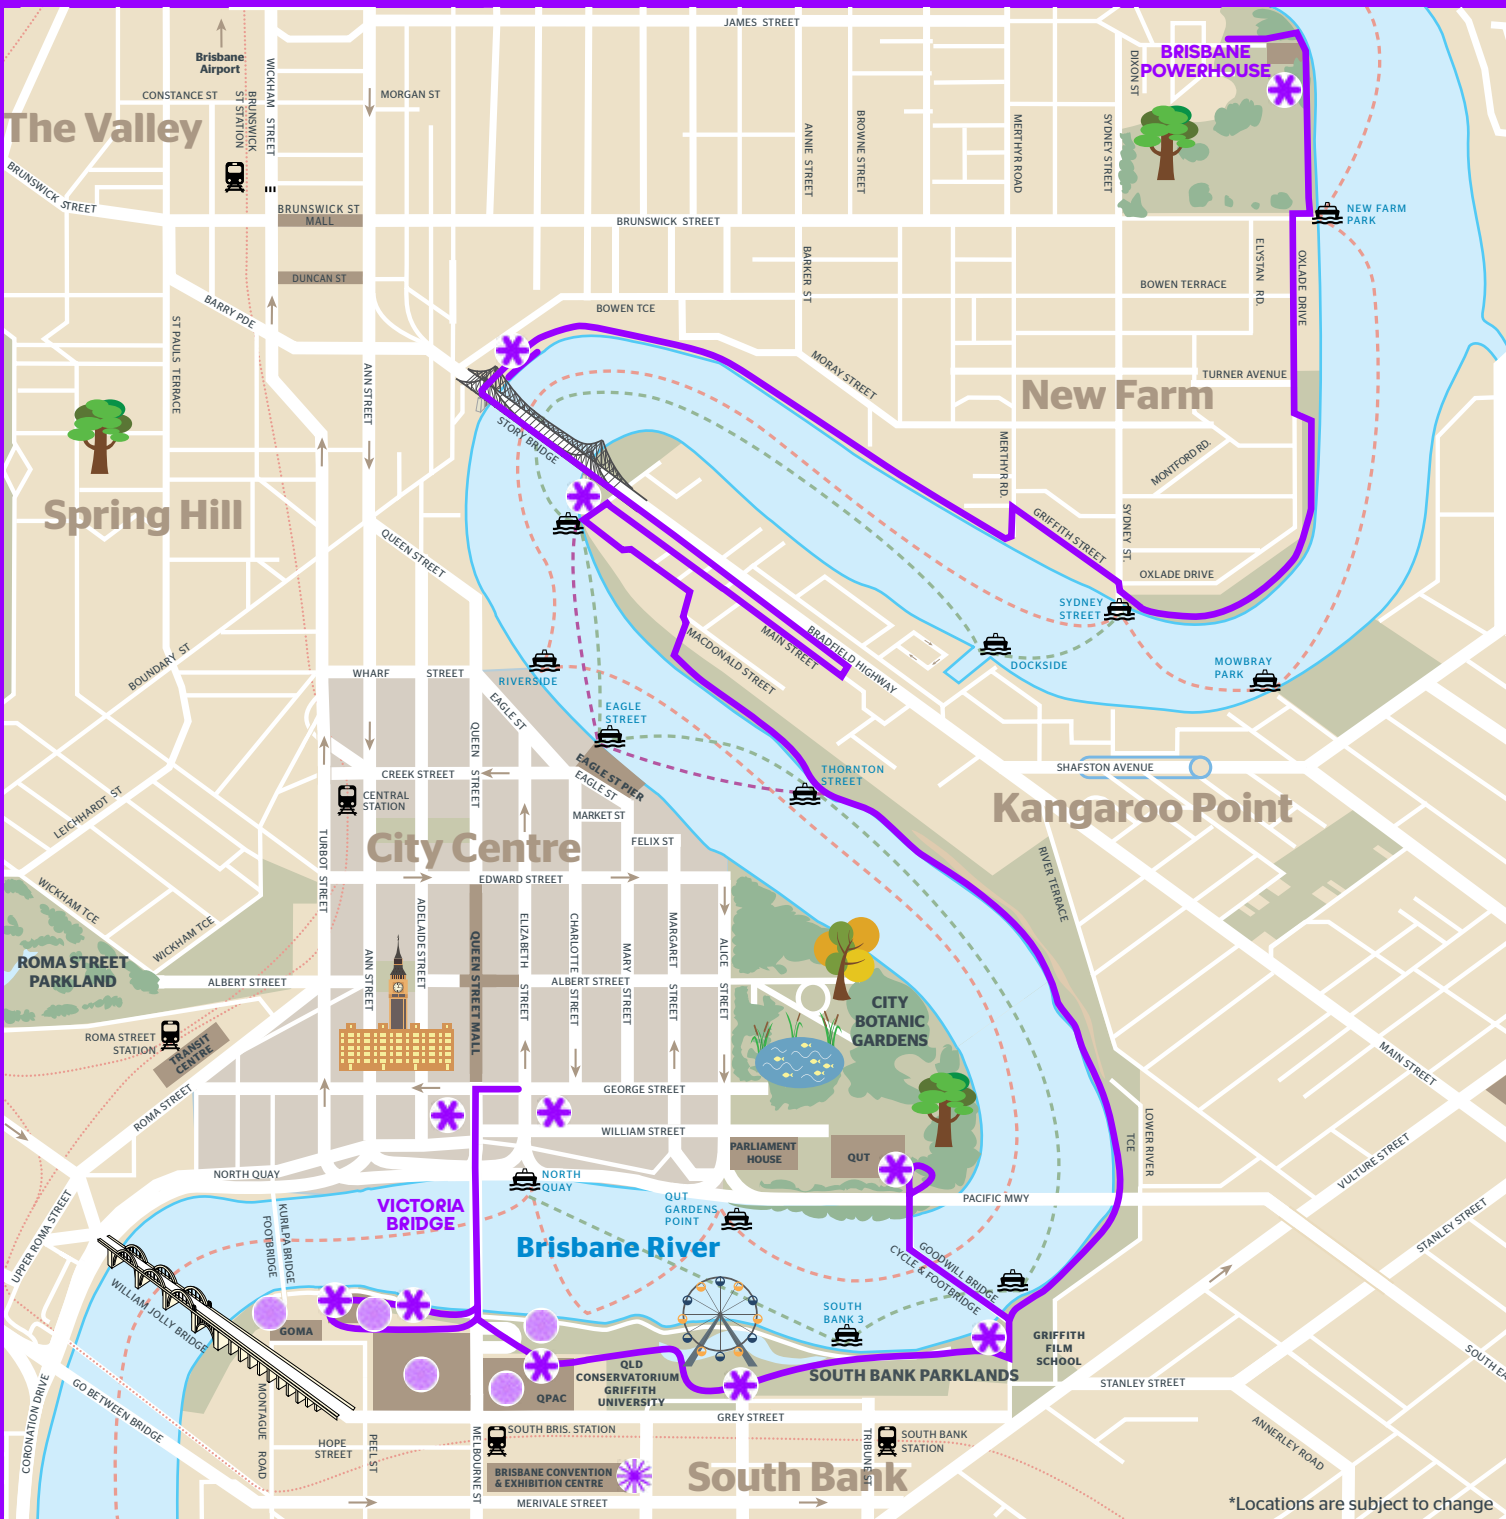 JAMES STREET
Brisbane
Airport
WICKHAM STREET
CONSTANCE ST
BRUNSWICK
ST STATION
MORGAN ST
The Valley
BRUNSWICK STREET
BRUNSWICK ST
MALL
DUNCAN ST
BRUNSWICK STREET
ANNIE STREET
BROWNE STREET
MERTHYR ROAD
SYDNEY STREET
DIXON ST
BRISBANE
POWERHOUSE
NEW FARM
PARK
BARKER ST
ELYSTAN RD.
OXLADE DRIVE
BOWEN TERRACE
BARRY PDE
BOWEN TCE
ST PAULS TERRACE
ANN STREET
MORAY STREET
TURNER AVENUE
New Farm
STORY BRIDGE
MERTHYR RD.
MONTFORD RD.
Spring Hill
QUEEN STREET
GRIFFITH STREET
SYDNEY ST.
OXLADE DRIVE
SYDNEY
STREET
BOUNDARY ST
WHARF STREET
RIVERSIDE
MACDONALD STREET
MAIN STREET
BRADFIELD HIGHWAY
DOCKSIDE
MOWBRAY
PARK
EAGLE ST
EAGLE
STREET
QUEEN STREET
EAGLE ST PIER
EAGLE ST
CREEK STREET
THORNTON
STREET
SHAFSTON AVENUE
Kangaroo Point
CENTRAL
STATION
LEICHHARDT ST
MARKET ST
FELIX ST
City Centre
TURBOT STREET
EDWARD STREET
RIVER TERRACE
WICKHAM TCE
WICKHAM TCE
ADELAIDE STREET
ANN STREET
QUEEN STREET MALL
ELIZABETH STREET
CHARLOTTE STREET
MARY STREET
MARGARET STREET
ALICE STREET
ROMA STREET
PARKLAND
ALBERT STREET
ALBERT STREET
CITY
BOTANIC
GARDENS
ROMA STREET
STATION
TRANSIT
CENTRE
MAIN STREET
ROMA STREET
GEORGE STREET
WILLIAM STREET
LOWER RIVER
TCE
PARLIAMENT
HOUSE
QUT
VULTURE STREET
NORTH QUAY
NORTH
QUAY
PACIFIC MWY
UPPER ROMA STREET
KURILPA BRIDGE
FOOTBRIDGE
VICTORIA
BRIDGE
QUT
GARDENS
POINT
STANLEY STREET
Brisbane River
GOODWILL BRIDGE
CYCLE & FOOTBRIDGE
WILLIAM JOLLY BRIDGE
GOMA
SOUTH
BANK 3
GRIFFITH
FILM
SCHOOL
SOUTH EA
QLD
CONSERVATORIUM
GRIFFITH
UNIVERSITY
SOUTH BANK PARKLANDS
STANLEY STREET
QPAC
GO BETWEEN BRIDGE
CORONATION DRIVE
MONTAGUE ROAD
GREY STREET
ANNERLEY ROAD
HOPE
STREET
PEEL ST
MELBOURNE ST
SOUTH BRIS. STATION
TRIBUNE ST
SOUTH BANK
STATION
BRISBANE CONVENTION
& EXHIBITION CENTRE
South Bank
MERIVALE STREET
*Locations are subject to change